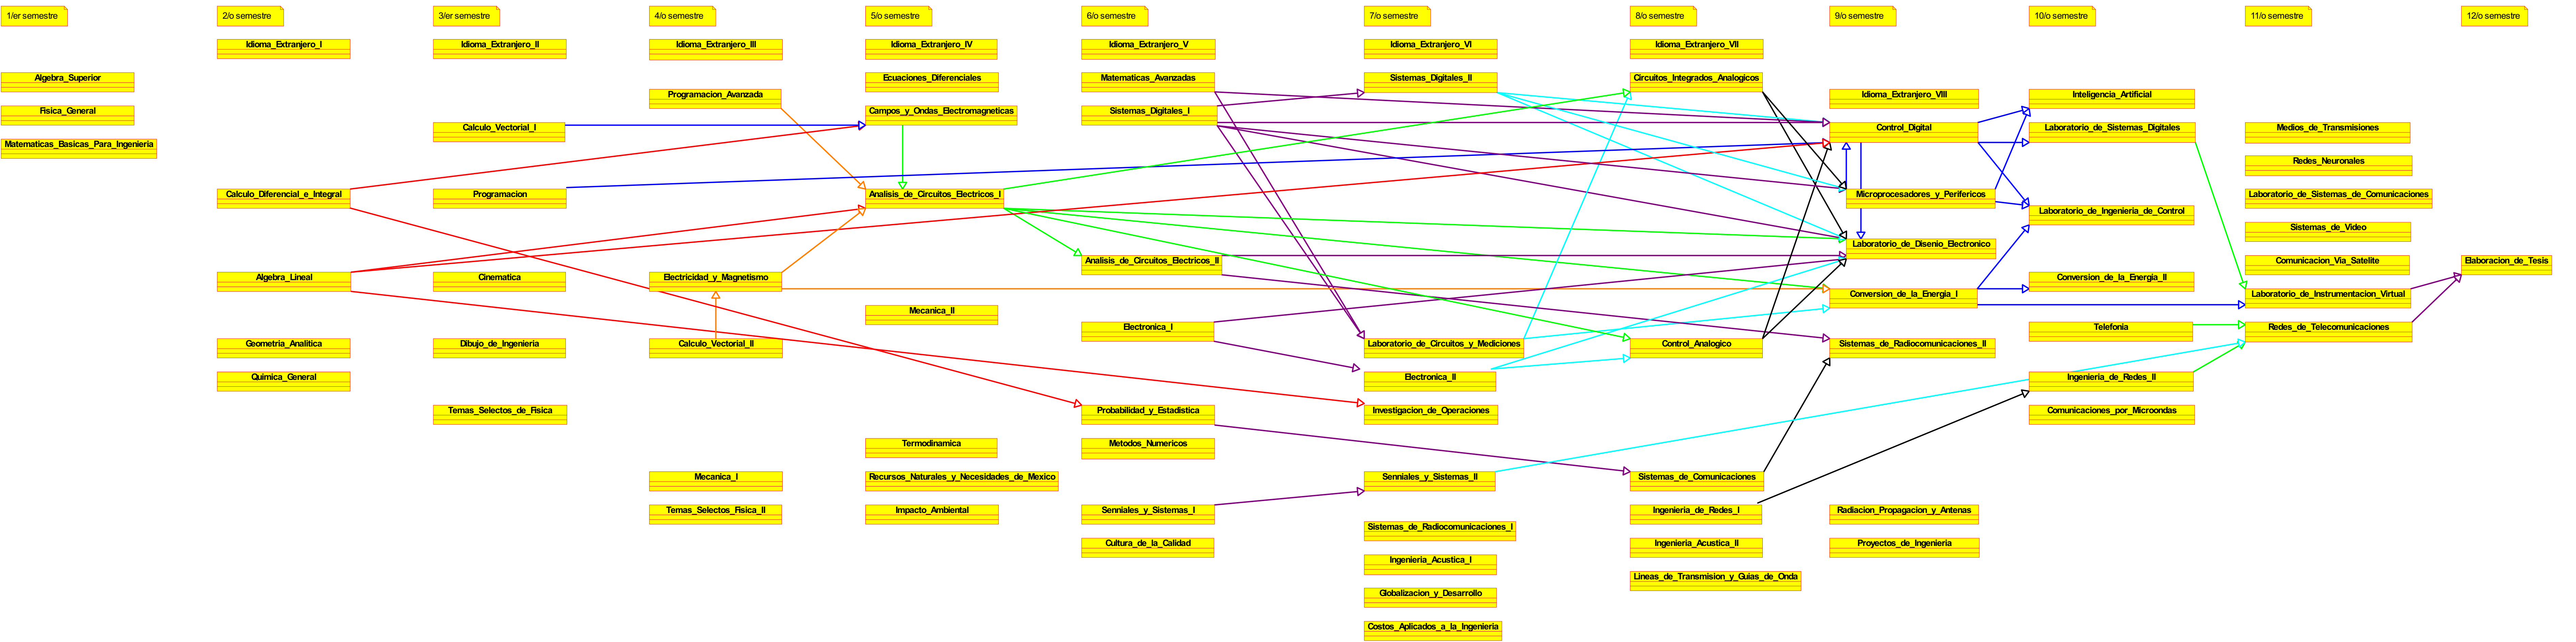 1/er semestre
2/o semestre
3/er semestre
4/o semestre
5/o semestre
6/o semestre
7/o semestre
8/o semestre
9/o semestre
10/o semestre
11/o semestre
12/o semestre
Algebra_Superior
Fisica_General
Matematicas_Basicas_Para_Ingenieria
Idioma_Extranjero_I
Calculo_Diferencial_e_Integral
Algebra_Lineal
Geometria_Analitica
Quimica_General
Idioma_Extranjero_II
Calculo_Vectorial_I
Programacion
Cinematica
Dibujo_de_Ingenieria
Temas_Selectos_de_Fisica
Idioma_Extranjero_III
Programacion_Avanzada
Electricidad_y_Magnetismo
Calculo_Vectorial_II
Mecanica_I
Temas_Selectos_Fisica_II
Idioma_Extranjero_IV
Ecuaciones_Diferenciales
Campos_y_Ondas_Electromagneticas
Analisis_de_Circuitos_Electricos_I
Mecanica_II
Termodinamica
Recursos_Naturales_y_Necesidades_de_Mexico
Impacto_Ambiental
Idioma_Extranjero_V
Matematicas_Avanzadas
Sistemas_Digitales_I
Analisis_de_Circuitos_Electricos_II
Electronica_I
Probabilidad_y_Estadistica
Metodos_Numericos
Senniales_y_Sistemas_I
Cultura_de_la_Calidad
Idioma_Extranjero_VI
Sistemas_Digitales_II
Laboratorio_de_Circuitos_y_Mediciones
Electronica_II
Investigacion_de_Operaciones
Senniales_y_Sistemas_II
Sistemas_de_Radiocomunicaciones_I
Ingenieria_Acustica_I
Globalizacion_y_Desarrollo
Costos_Aplicados_a_la_Ingenieria
Idioma_Extranjero_VII
Circuitos_Integrados_Analogicos
Control_Analogico
Sistemas_de_Comunicaciones
Ingenieria_de_Redes_I
Ingenieria_Acustica_II
Lineas_de_Transmision_y_Guias_de_Onda
Idioma_Extranjero_VIII
Control_Digital
Microprocesadores_y_Perifericos
Laboratorio_de_Disenio_Electronico
Conversion_de_la_Energia_I
Sistemas_de_Radiocomunicaciones_II
Radiacion_Propagacion_y_Antenas
Proyectos_de_Ingenieria
Inteligencia_Artificial
Laboratorio_de_Sistemas_Digitales
Laboratorio_de_Ingenieria_de_Control
Conversion_de_la_Energia_II
Telefonia
Ingenieria_de_Redes_II
Comunicaciones_por_Microondas
Medios_de_Transmisiones
Redes_Neuronales
Laboratorio_de_Sistemas_de_Comunicaciones
Sistemas_de_Video
Comunicacion_Via_Satelite
Laboratorio_de_Instrumentacion_Virtual
Redes_de_Telecomunicaciones
Elaboracion_de_Tesis